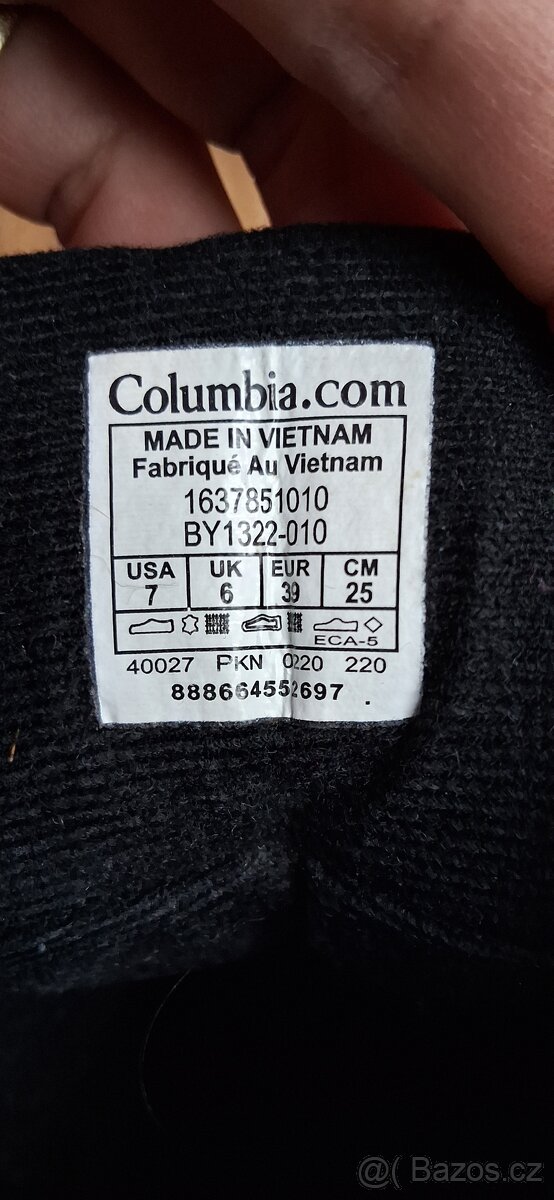 Columbia.com
MADE IN VIETNAM
Fabriqué Au Vietnam
1637851010
BY1322-010
USA UK EUR CM
7 6 39 25
ECA-5
40027 PKN 0220 220
888664552697 .
@( Bazos.cz